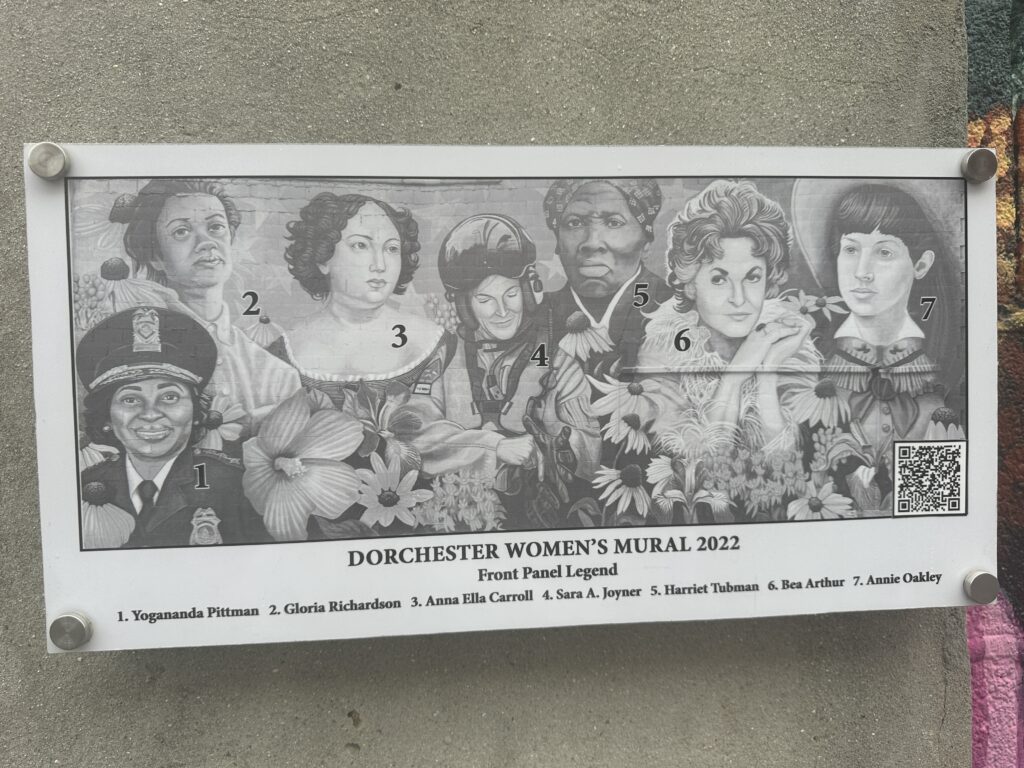 2
5
7
3
6
4
1
DORCHESTER WOMEN'S MURAL 2022
Front Panel Legend
1. Yogananda Pittman 2. Gloria Richardson 3. Anna Ella Carroll 4. Sara A. Joyner 5. Harriet Tubman 6. Bea Arthur 7. Annie Oakley